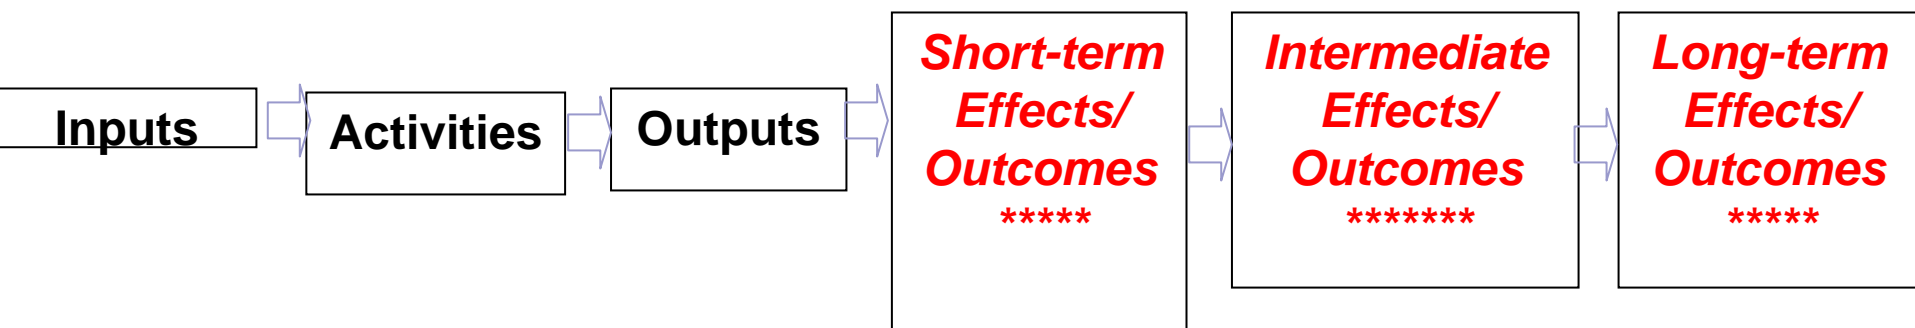 Inputs
Activities
Outputs
Short-term
Effects/
Outcomes
*****
Intermediate
Effects/
Outcomes
*******
Long-term
Effects/
Outcomes
*****